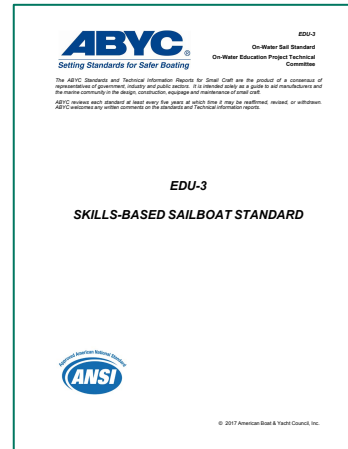 ABYC®
Setting Standards for Safer Boating
EDU-3
On-Water Sail Standard
On-Water Education Project Technical
Committee
The ABYC Standards and Technical Information Reports for Small Craft are the product of a consensus of
representatives of government, industry and public sectors. It is intended solely as a guide to aid manufacturers and
the marine community in the design, construction, equipage and maintenance of small craft.
ABYC reviews each standard at least every five years at which time it may be reaffirmed, revised, or withdrawn.
ABYC welcomes any written comments on the standards and Technical information reports.
EDU-3
SKILLS-BASED SAILBOAT STANDARD
Approved American National Standard
ANSI
© 2017 American Boat & Yacht Council, Inc.